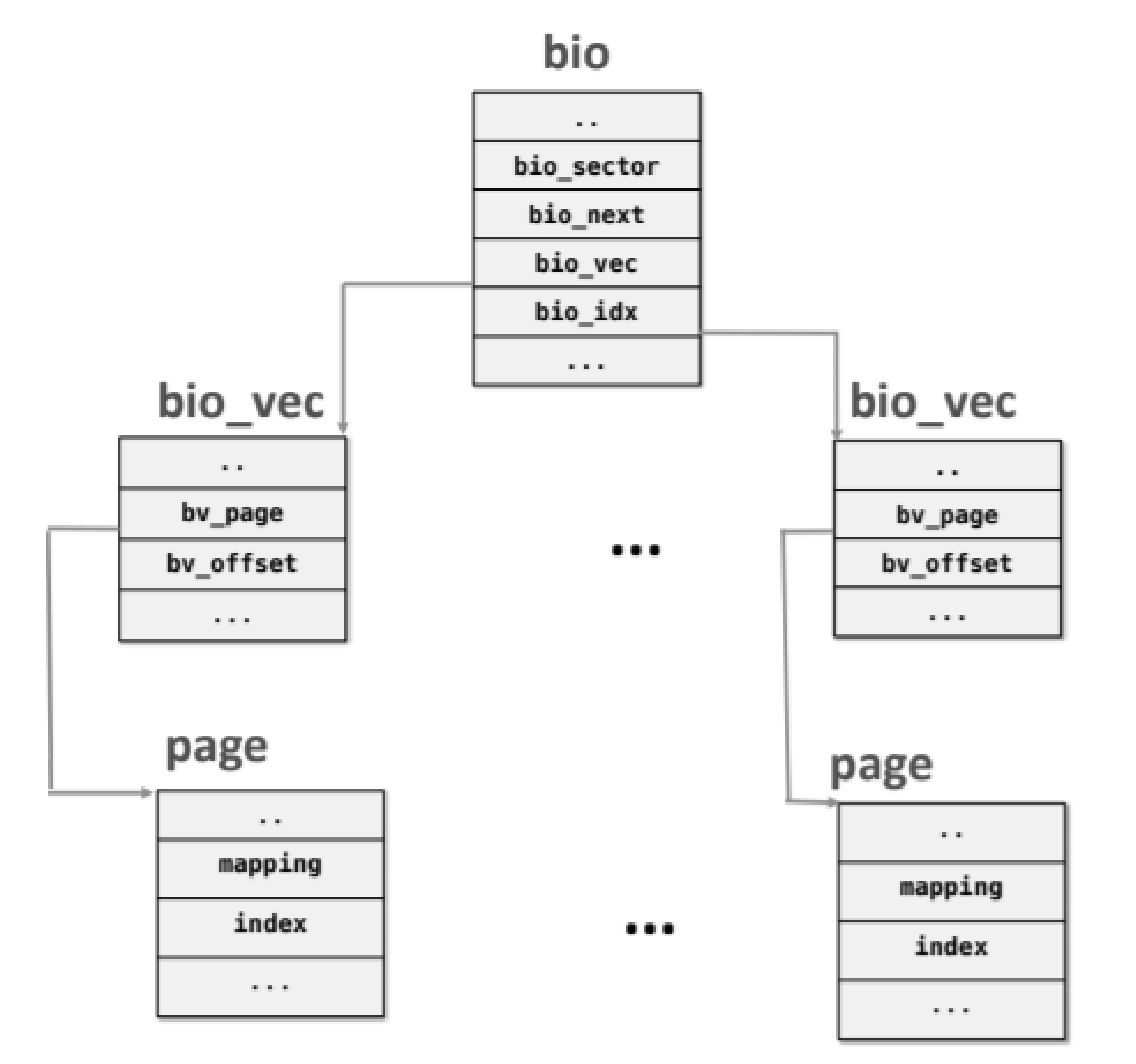 bio
..
bio_sector
bio_next
bio_vec
bio_idx
...
bio_vec
..
bv_page
bv_offset
...
...
bio_vec
..
bv_page
bv_offset
...
page
..
mapping
index
...
...
page
..
mapping
index
...